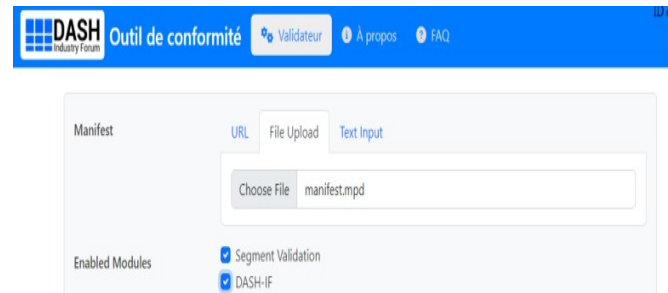 DASH
Industry Forum
Outil de conformité
Validateur
À propos
FAQ
Manifest
URL
File Upload
Text Input
Choose File
manifest.mpd
Enabled Modules
Segment Validation
DASH-IF